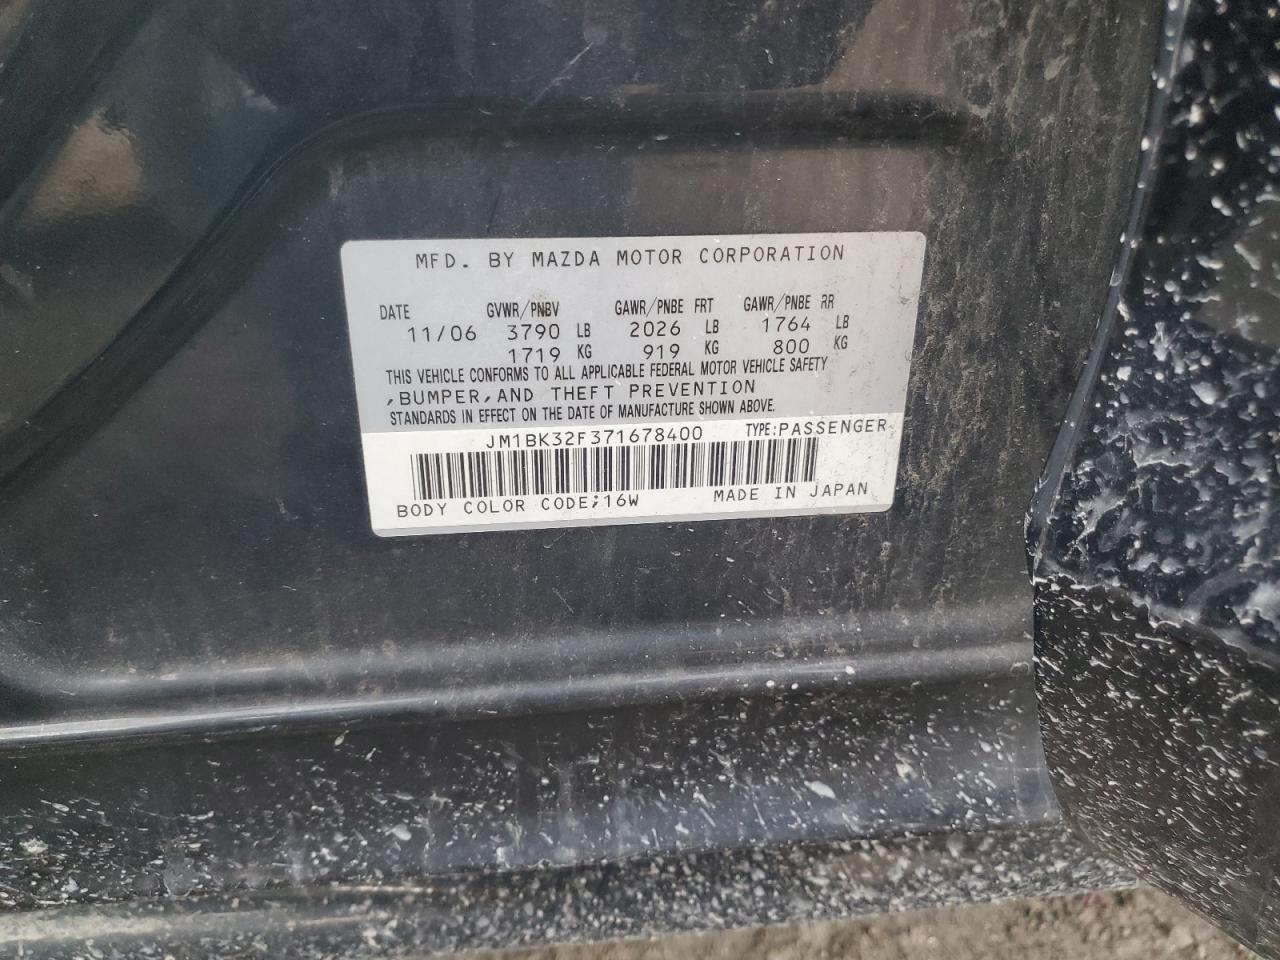 MFD. BY MAZDA MOTOR CORPORATION
DATE GVWR/PNBV GAWR/PNBE FRT GAWR/PNBE RR
11/06 3790 LB 2026 LB 1764 LB
1719 KG 919 KG 800 KG
THIS VEHICLE CONFORMS TO ALL APPLICABLE FEDERAL MOTOR VEHICLE SAFETY
,BUMPER,AND THEFT PREVENTION
STANDARDS IN EFFECT ON THE DATE OF MANUFACTURE SHOWN ABOVE.
JM1BK32F371678400 TYPE:PASSENGER
BODY COLOR CODE;16W MADE IN JAPAN